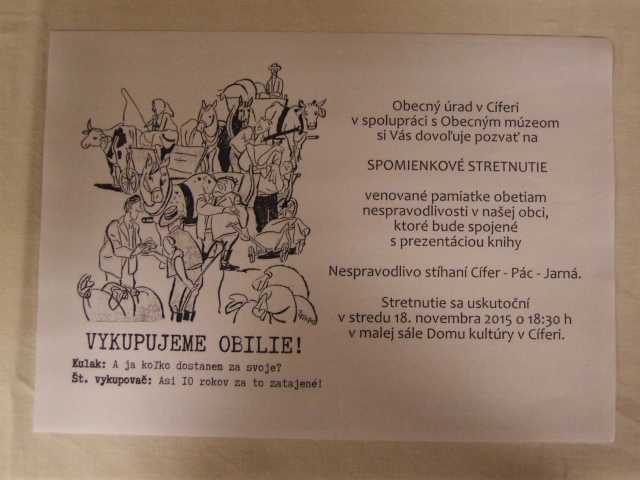 VYKUPUJEME OBILIE!
Kulak: A ja koľko dostanem za svoje?
Št. vykupovač: Asi IO rokov za to zatajené!
Obecný úrad v Cíferi
v spolupráci s Obecným múzeom
si Vás dovoľuje pozvať na
SPOMIENKOVÉ STRETNUTIE
venované pamiatke obetiam
nespravodlivosti v našej obci,
ktoré bude spojené
s prezentáciou knihy
Nespravodlivo stíhaní Cífer - Pác - Jarná.
Stretnutie sa uskutoční
v stredu 18. novembra 2015 o 18:30 h
v malej sále Domu kultúry v Cíferi.